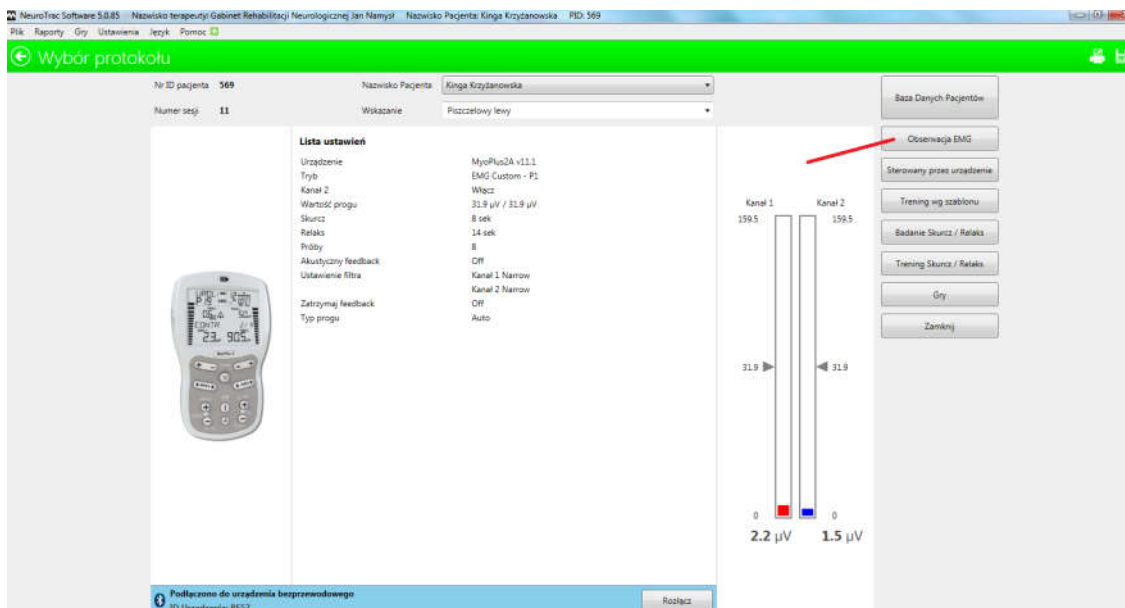 NeuroTrac Software 5.0.85 Nazwisko terapeuty: Gabinet Rehabilitacji Neurologicznej Jan Namysł Nazwisko Pacjenta: Kinga Krzyżanowska PID: 569
Plik Raporty Gry Ustawienia Język Pomoc
Wybór protokołu
Nr ID pacjenta 569 Nazwisko Pacjenta Kinga Krzyżanowska
Numer sesji 11 Wskazanie Piszczelowy lewy
Lista ustawień
Urządzenie MyoPlus2A v11.1
Tryb EMG Custom - P1
Kanał 2 Włącz
Wartość progu 31.9 µV / 31.9 µV
Skurcz 8 sek
Relaks 14 sek
Próby 8
Akustyczny feedback Off
Ustawienie filtra Kanał 1 Narrow
Kanał 2 Narrow
Zatrzymaj feedback Off
Typ progu Auto
Kanał 1 Kanał 2
159.5 159.5
31.9 31.9
0 0
2.2 µV 1.5 µV
Baza Danych Pacjentów
Obserwacja EMG
Sterowany przez urządzenie
Trening wg szablonu
Badanie Skurcz / Relaks
Trening Skurcz / Relaks
Gry
Zamknij
Podłączono do urządzenia bezprzewodowego
Rozłącz